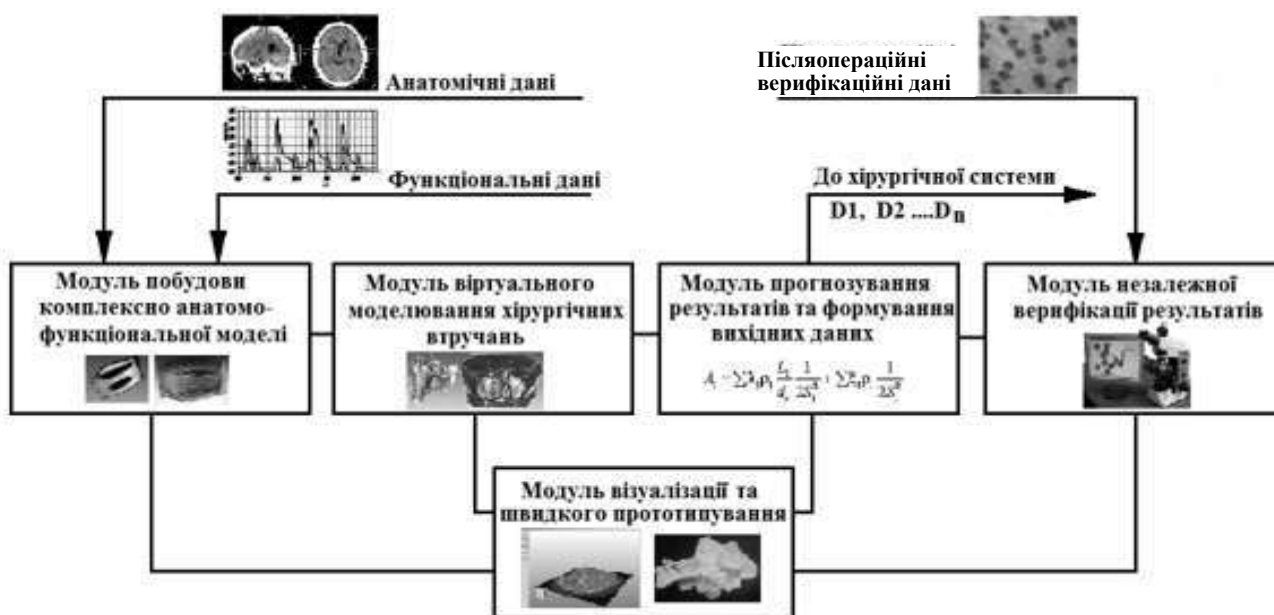 Анатомічні дані
Післяопераційні
верифікаційні дані
Функціональні дані
До хірургічної системи
D1, D2 ....Dn
Модуль побудови
комплексно анатомо-
функціональної моделі
Модуль віртуального
моделювання хірургічних
втручань
Модуль прогнозування
результатів та формування
вихідних даних
Модуль незалежної
верифікації результатів
Модуль візуалізації та
швидкого прототипування